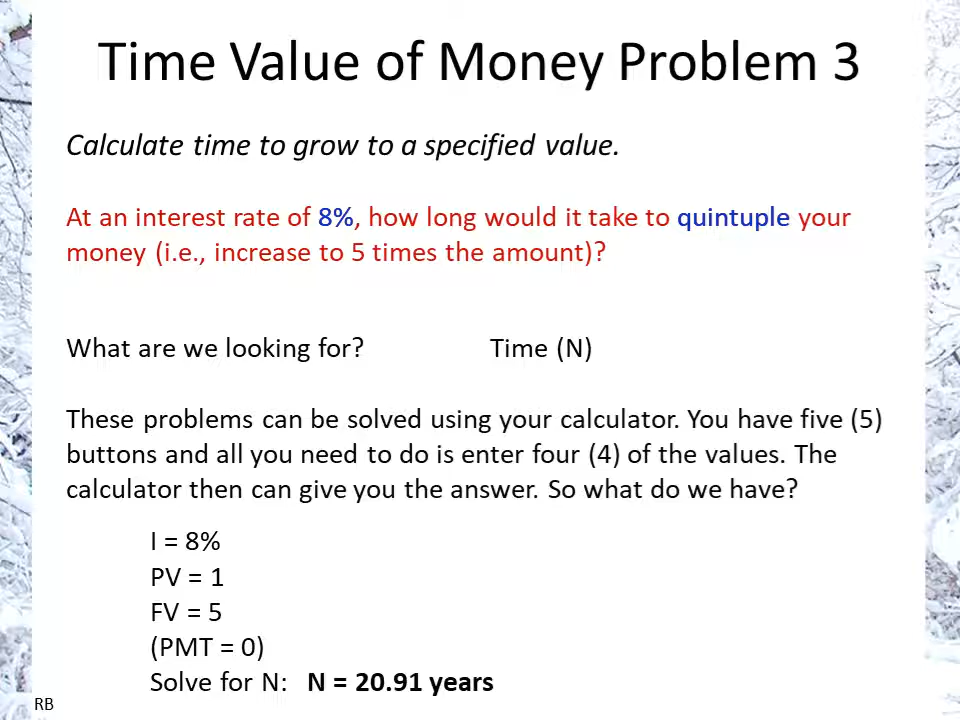 Time Value of Money Problem 3
Calculate time to grow to a specified value.
At an interest rate of 8%, how long would it take to quintuple your
money (i.e., increase to 5 times the amount)?
What are we looking for? Time (N)
These problems can be solved using your calculator. You have five (5)
buttons and all you need to do is enter four (4) of the values. The
calculator then can give you the answer. So what do we have?
I = 8%
PV = 1
FV = 5
(PMT = 0)
Solve for N: N = 20.91 years
RB